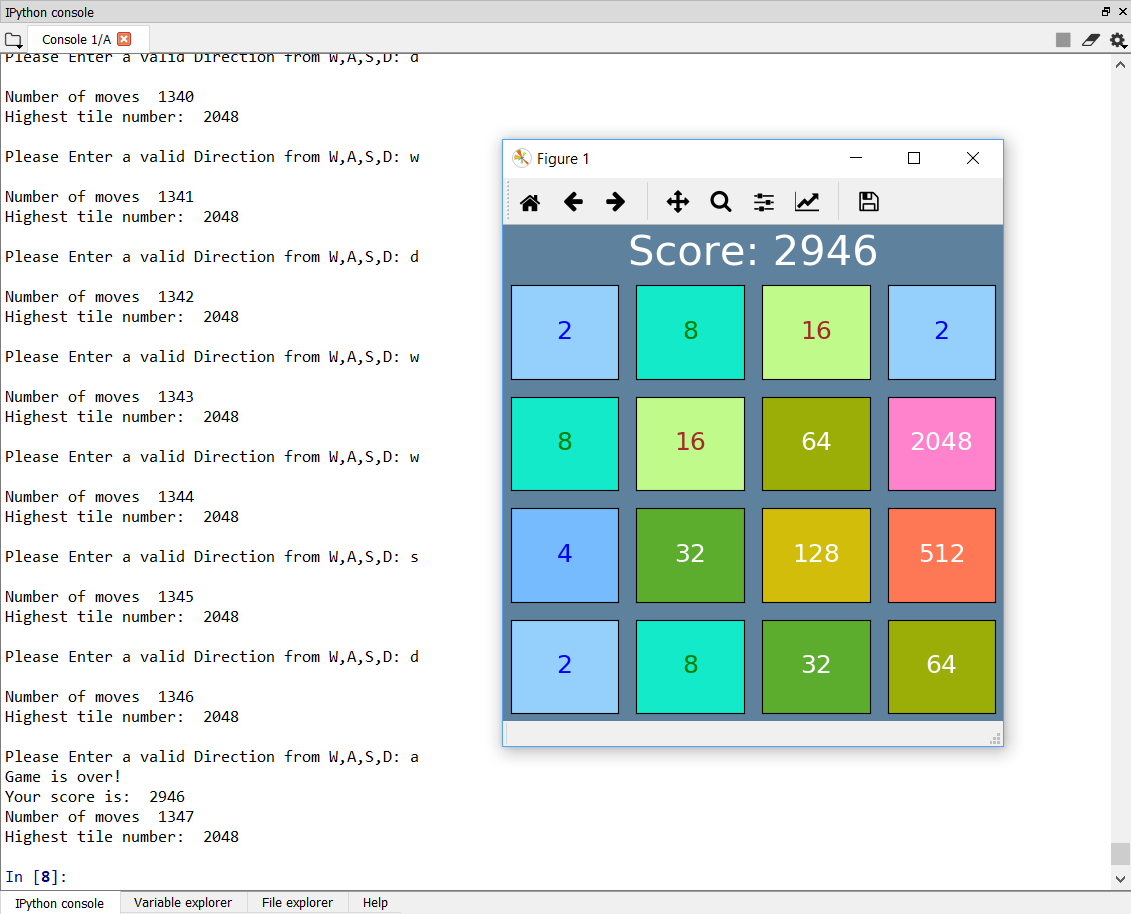 IPython console
Console 1/A
Please Enter a valid Direction from W,A,S,D: d
Number of moves  1340
Highest tile number:  2048
Please Enter a valid Direction from W,A,S,D: w
Number of moves  1341
Highest tile number:  2048
Please Enter a valid Direction from W,A,S,D: d
Number of moves  1342
Highest tile number:  2048
Please Enter a valid Direction from W,A,S,D: w
Number of moves  1343
Highest tile number:  2048
Please Enter a valid Direction from W,A,S,D: w
Number of moves  1344
Highest tile number:  2048
Please Enter a valid Direction from W,A,S,D: s
Number of moves  1345
Highest tile number:  2048
Please Enter a valid Direction from W,A,S,D: d
Number of moves  1346
Highest tile number:  2048
Please Enter a valid Direction from W,A,S,D: a
Game is over!
Your score is:  2946
Number of moves  1347
Highest tile number:  2048
In [8]:
Figure 1
Score: 2946
2 8 16 2
8 16 64 2048
4 32 128 512
2 8 32 64
IPython console Variable explorer File explorer Help